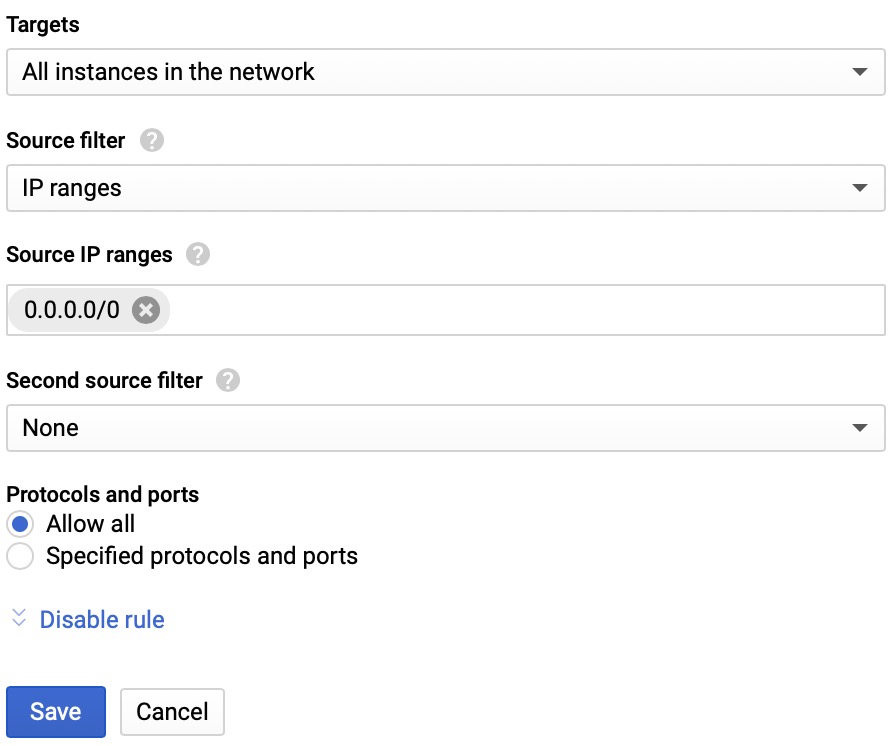 Targets
All instances in the network
Source filter ?
IP ranges
Source IP ranges ?
0.0.0.0/0
Second source filter ?
None
Protocols and ports
Allow all
Specified protocols and ports
Disable rule
Save Cancel